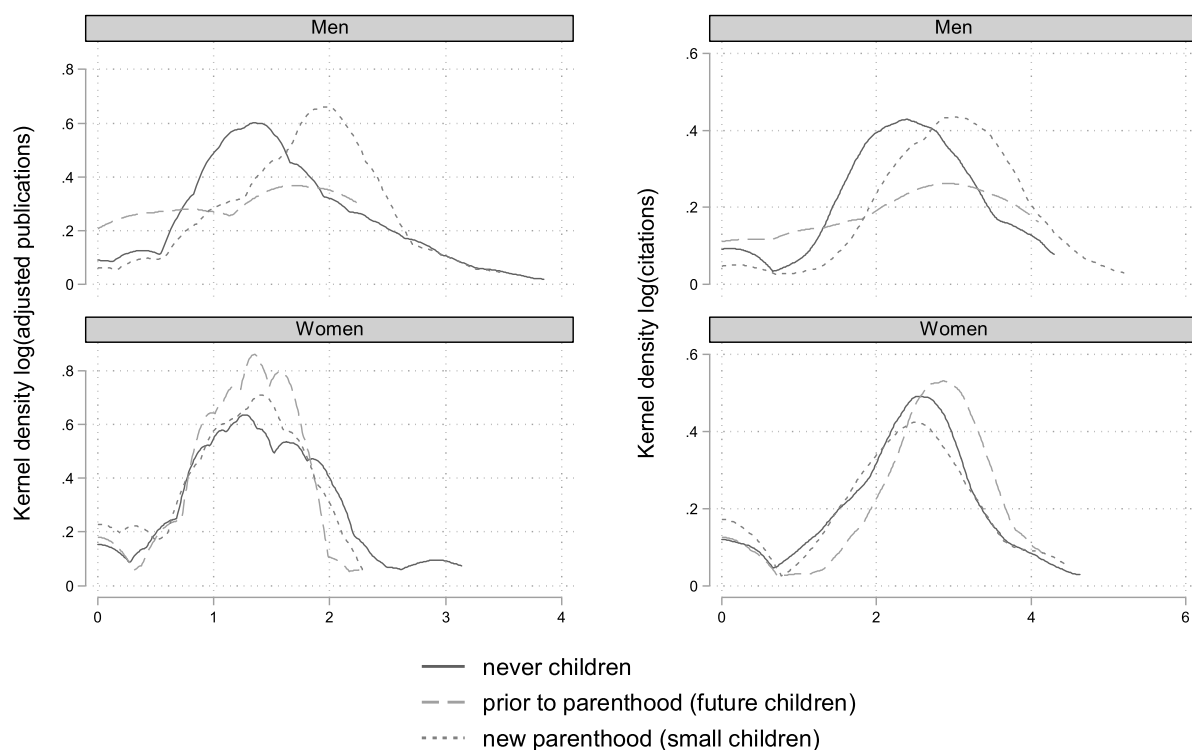 Men
Kernel density log(adjusted publications)
.8
.6
.4
.2
0
Women
.8
.6
.4
.2
0
0 1 2 3 4
Men
Kernel density log(citations)
.6
.4
.2
0
Women
.6
.4
.2
0
0 2 4 6
never children
prior to parenthood (future children)
new parenthood (small children)